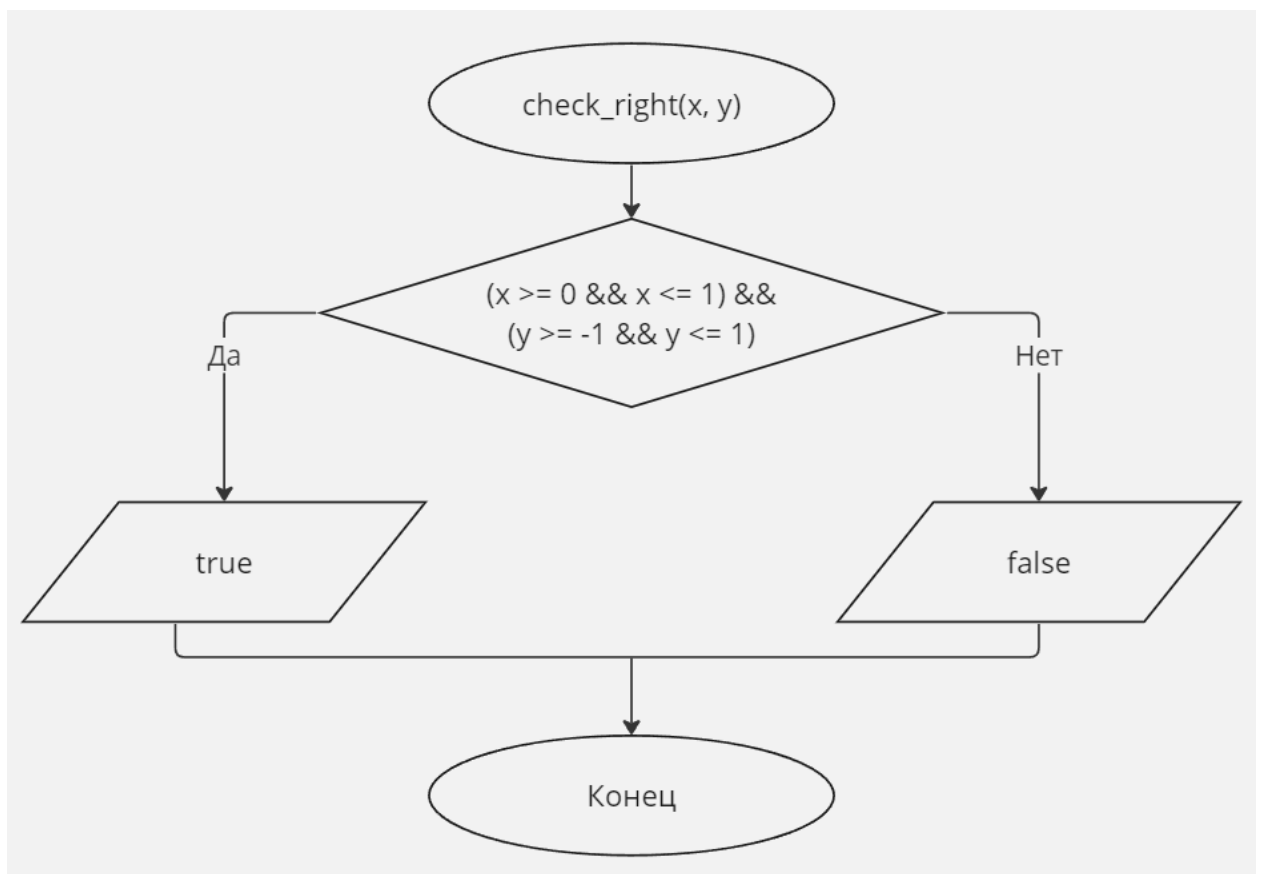 check_right(x, y)
(x >= 0 && x <= 1) &&
(y >= -1 && y <= 1)
Да
Нет
true
false
Конец